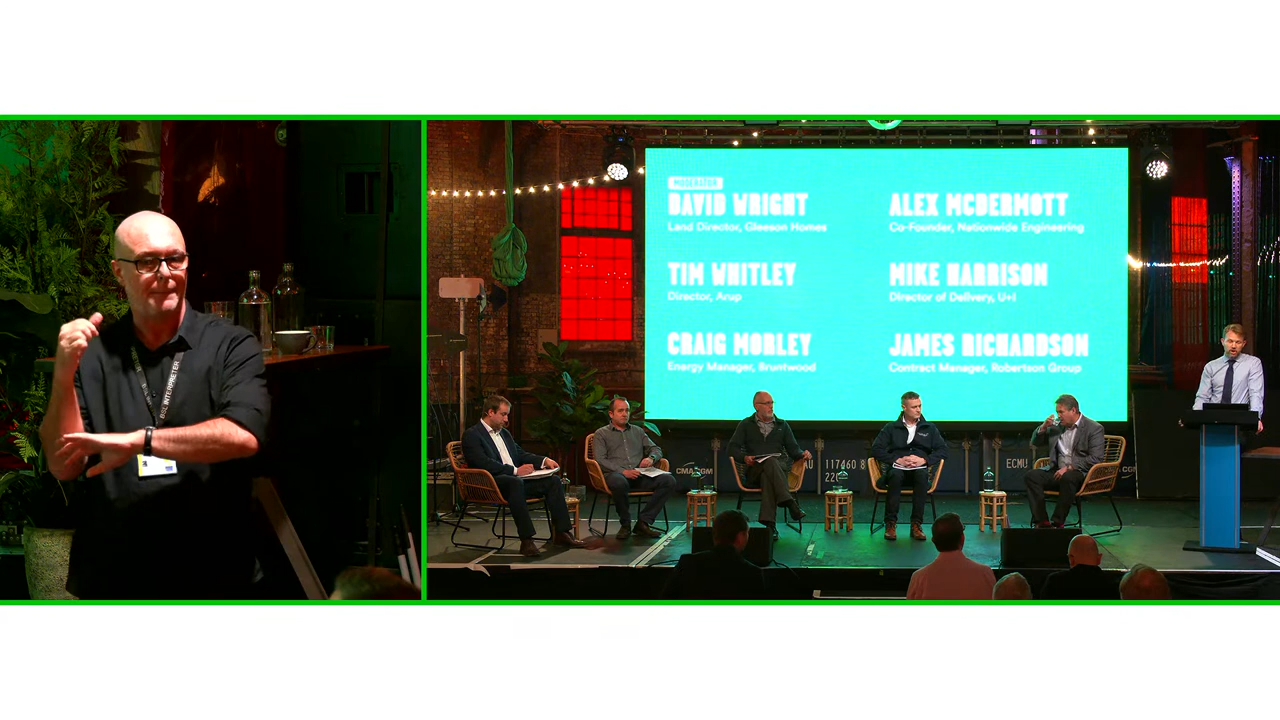 BSL INTERPRETER
MODERATOR
DAVID WRIGHT
Land Director, Gleeson Homes
TIM WHITLEY
Director, Arup
CRAIG MORLEY
Energy Manager, Bruntwood
ALEX MCDERMOTT
Co-Founder, Nationwide Engineering
MIKE HARRISON
Director of Delivery, U+I
JAMES RICHARDSON
Contract Manager, Robertson Group
CMA CGM
117460 8
ECMU